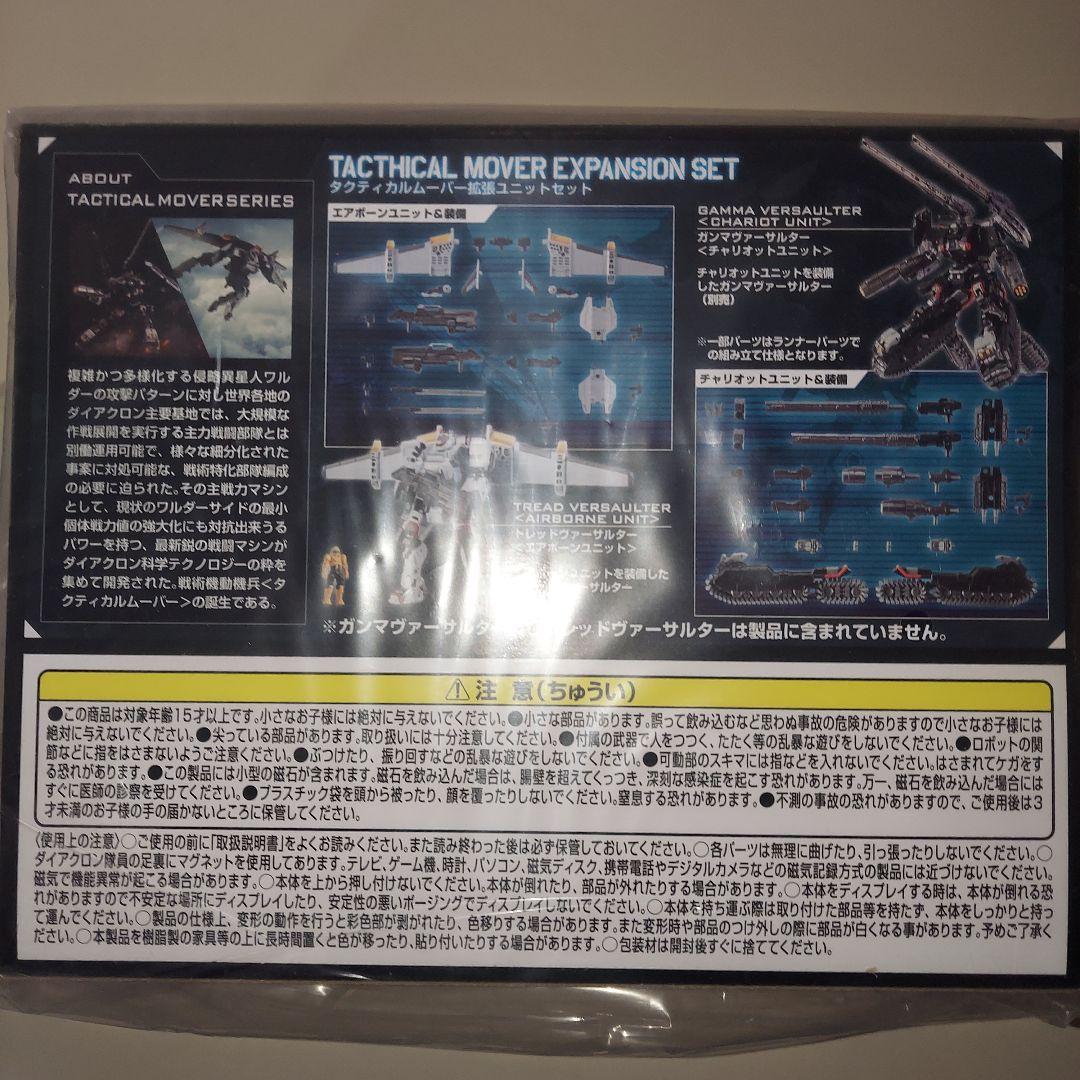 ABOUT
TACTICAL MOVER SERIES
複雑かつ多様化する侵略異星人ワル
ダーの攻撃パターンに対し世界各地の
ダイアクロン主要基地では、大規模な
作戦展開を実行する主力戦闘部隊とは
別働運用可能で、様々な細分化された
事案に対処可能な、戦術特化部隊編成
の必要に迫られた。その主戦力マシン
として、現状のワルダーサイドの最小
個体戦力値の強大化にも対抗出来うる
パワーを持つ、最新鋭の戦闘マシンが
ダイアクロン科学テクノロジーの粋を
集めて開発された。戦術機動機兵<タ
クティカルムーバー>の誕生である。
TACTHICAL MOVER EXPANSION SET
タクティカルムーバー拡張ユニットセット
エアボーンユニット&装備
GAMMA VERSAULTER
<CHARIOT UNIT>
ガンマヴァーサルター
<チャリオットユニット>
チャリオットユニットを装備
したガンマヴァーサルター
(別売)
※一部パーツはランナーパーツで
の組み立て仕様となります。
チャリオットユニット&装備
TREAD VERSAULTER
<AIRBORNE UNIT>
トレッドヴァーサルター
<エアボーンユニット>
ユニットを装備した
サルター
※ガンマヴァーサルター ッドヴァーサルターは製品に含まれていません。
⚠注 意(ちゅうい)
●この商品は対象年齢15才以上です。小さなお子様には絶対に与えないでください。●小さな部品があります。誤って飲み込むなど思わぬ事故の危険がありますので小さなお子様には
絶対に与えないでください。●尖っている部品があります。取り扱いには十分注意してください。●付属の武器で人をつつく、たたく等の乱暴な遊びをしないでください。●ロボットの関
節などに指をはさまないようご注意ください。●ぶつけたり、振り回すなどの乱暴な遊びをしないでください。●可動部のスキマには指などを入れないでください。はさまれてケガをす
る恐れがあります。●この製品には小型の磁石が含まれます。磁石を飲み込んだ場合は、腸壁を超えてくっつき、深刻な感染症を起こす恐れがあります。万一、磁石を飲み込んだ場合には
すぐに医師の診察を受けてください。●プラスチック袋を頭から被ったり、顔を覆ったりしないでください。窒息する恐れがあります。●不測の事故の恐れがありますので、ご使用後は3
才未満のお子様の手の届かないところに保管してください。
〈使用上の注意〉○ご使用の前に「取扱説明書」をよくお読みください。また読み終わった後は必ず保管しておいてください。○各パーツは無理に曲げたり、引っ張ったりしないでください。○
ダイアクロン隊員の足裏にマグネットを使用してあります。テレビ、ゲーム機、時計、パソコン、磁気ディスク、携帯電話やデジタルカメラなどの磁気記録方式の製品には近づけないでください。
磁気で機能異常が起こる場合があります。○本体を上から押し付けないでください。本体が倒れたり、部品が外れたりする場合があります。○本体をディスプレイする時は、本体が倒れる恐
れがありますので不安定な場所にディスプレイしたり、安定性の悪いポージングでディスプレイしないでください。○本体を持ち運ぶ際は取り付けた部品等を持たず、本体をしっかりと持っ
て運んでください。○製品の仕様上、変形の動作を行うと彩色部が剥がれたり、色移りする場合があります。また変形時や部品のつけ外しの際に部品が白くなる事があります。予めご了承く
ださい。○本製品を樹脂製の家具等の上に長時間置くと色が移ったり、貼り付いたりする場合があります。○包装材は開封後すぐに捨ててください。